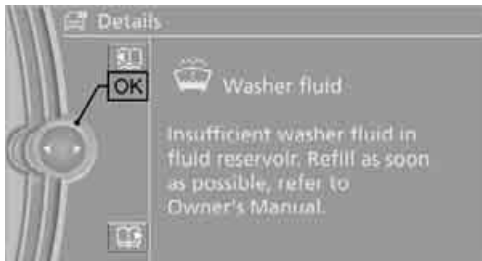 Details
OK
Washer fluid
Insufficient washer fluid in
fluid reservoir. Refill as soon
as possible, refer to
Owner's Manual.